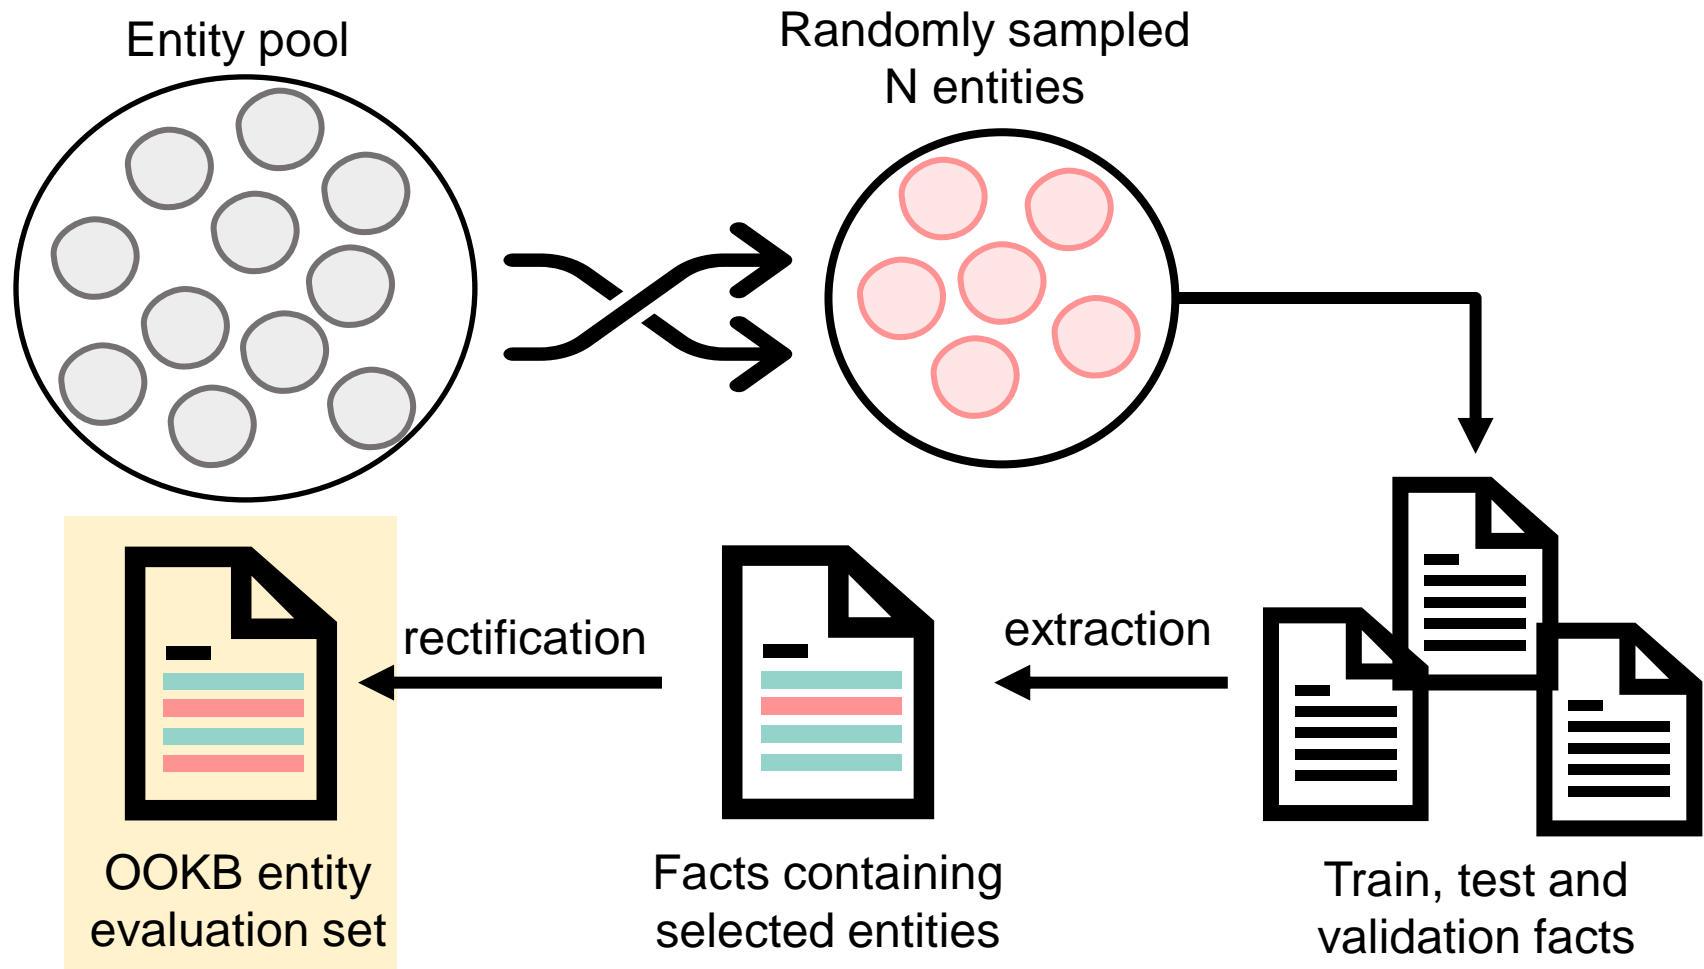 Entity pool
Randomly sampled
N entities
rectification
extraction
OOKB entity
evaluation set
Facts containing
selected entities
Train, test and
validation facts